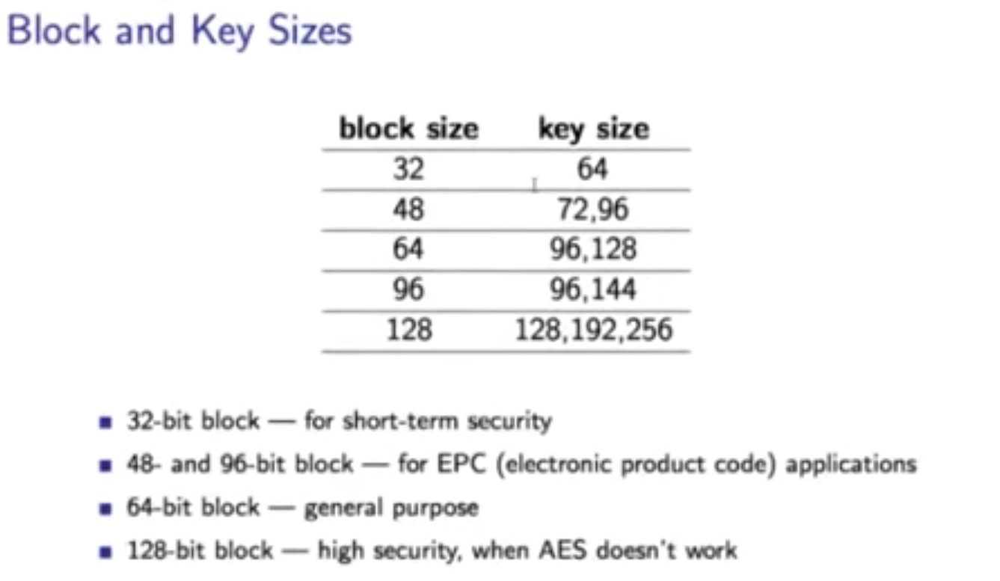 Block and Key Sizes
block size key size
32 64
48 72,96
64 96,128
96 96,144
128 128,192,256
32-bit block — for short-term security
48- and 96-bit block — for EPC (electronic product code) applications
64-bit block — general purpose
128-bit block — high security, when AES doesn't work